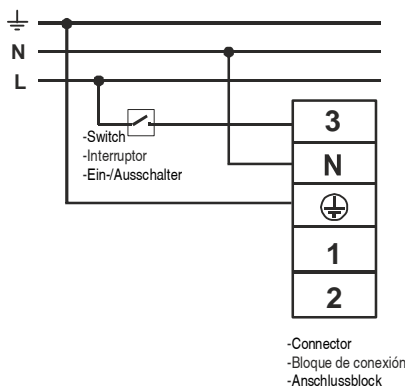 N
L
-Switch
-Interruptor
-Ein-/Ausschalter
3
N
1
2
-Connector
-Bloque de conexión
-Anschlussblock